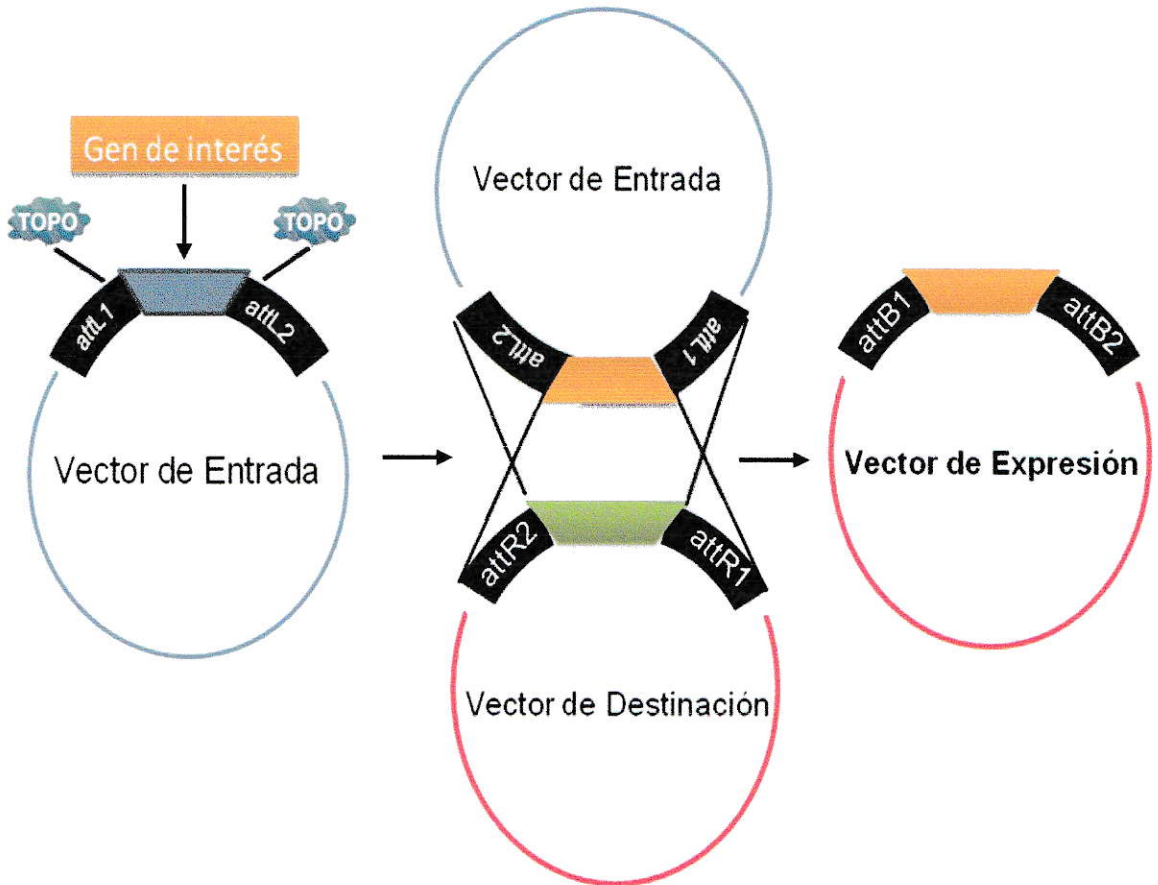 Gen de interés
TOPO
TOPO
attL1
attL2
Vector de Entrada
Vector de Entrada
attL2
attL1
attR2
attR1
Vector de Destinación
attB1
attB2
Vector de Expresión